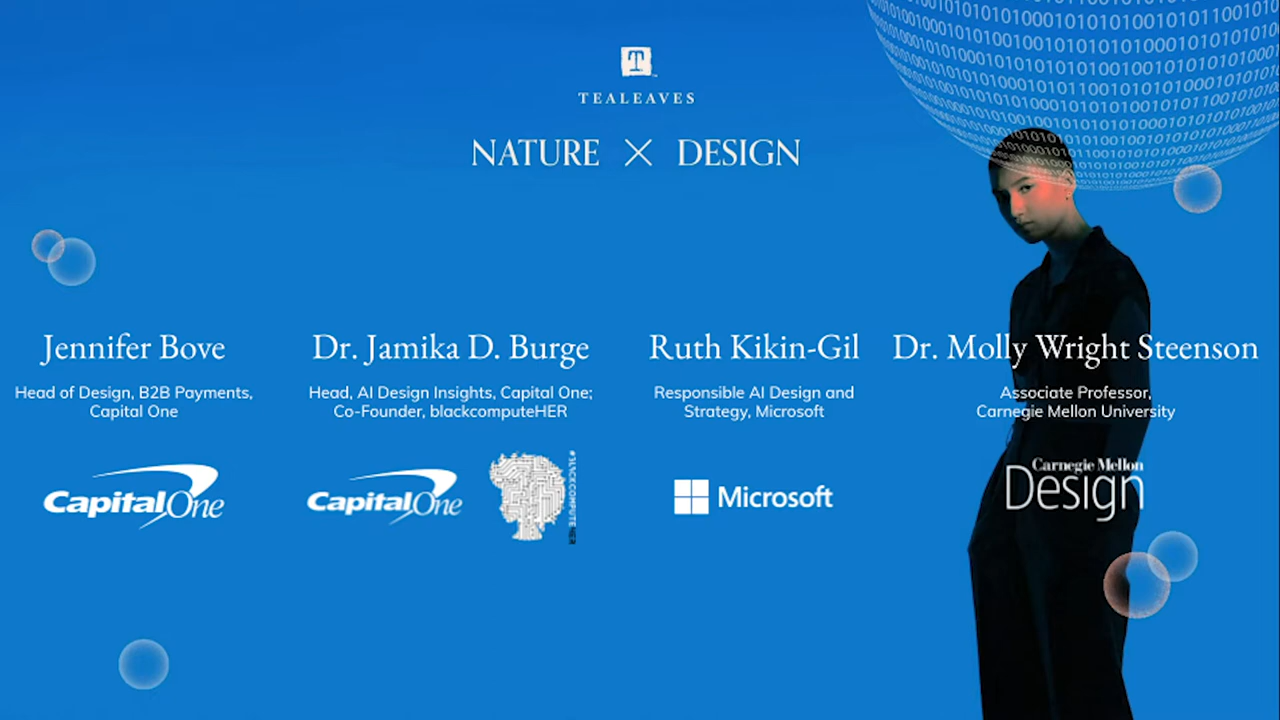 T
TEALEAVES
NATURE X DESIGN
Jennifer Bove
Head of Design, B2B Payments,
Capital One
Capital One
Dr. Jamika D. Burge
Head, AI Design Insights, Capital One;
Co-Founder, blackcomputeHER
Capital One
#BLACKCOMPUTEHER
Ruth Kikin-Gil
Responsible AI Design and
Strategy, Microsoft
Microsoft
Dr. Molly Wright Steenson
Associate Professor,
Carnegie Mellon University
Carnegie Mellon
Design